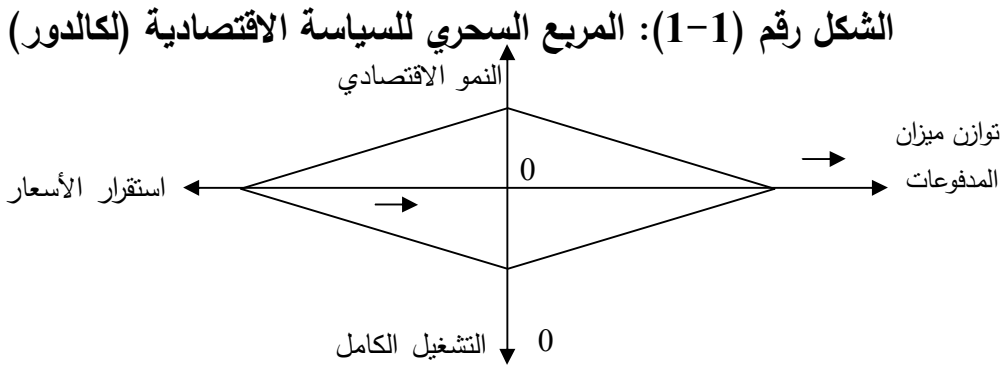 الشكل رقم (1-1): المربع السحري للسياسة الاقتصادية (لكالدور)
النمو الاقتصادي
توازن ميزان
المدفوعات
0
استقرار الأسعار
0
التشغيل الكامل